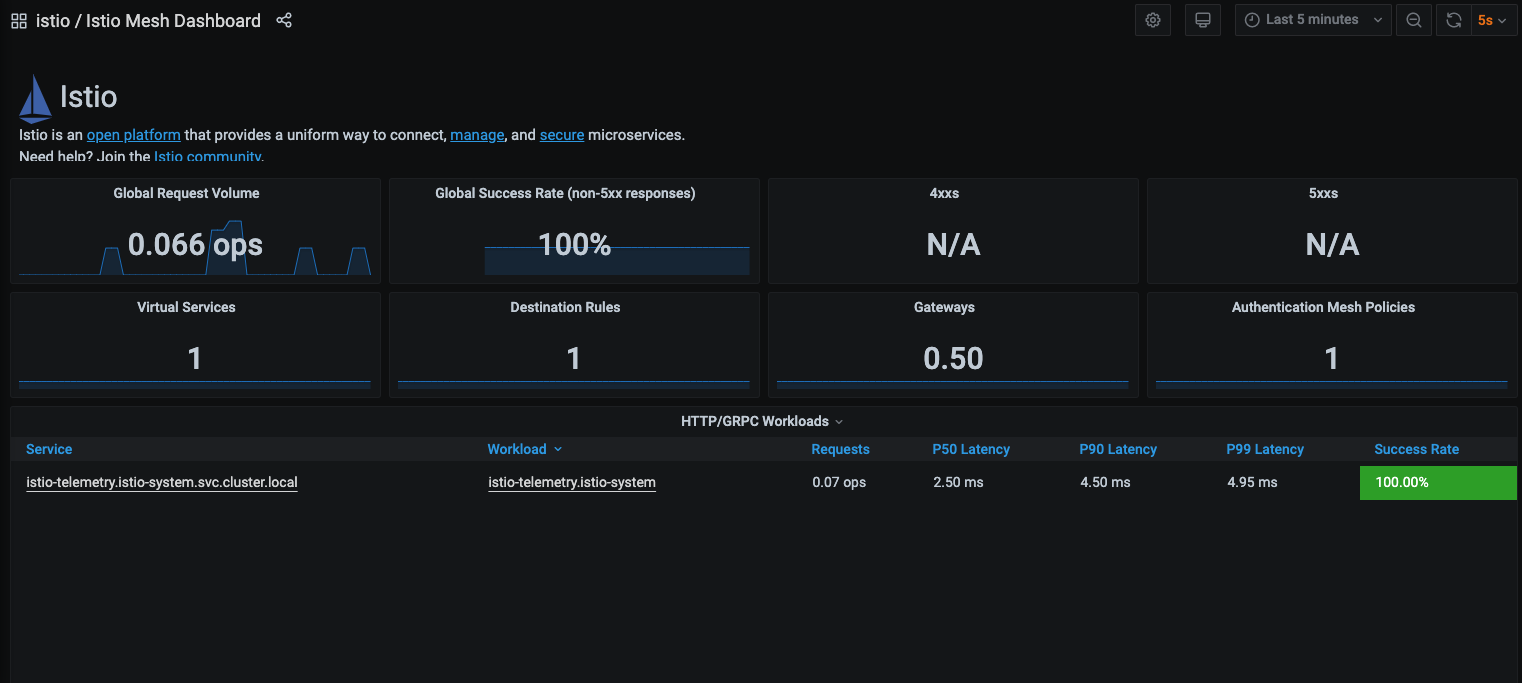 istio / Istio Mesh Dashboard
Last 5 minutes
5s
Istio
Istio is an open platform that provides a uniform way to connect, manage, and secure microservices.
Need help? Join the Istio community.
Global Request Volume
0.066 ops
Global Success Rate (non-5xx responses)
100%
4xxs
N/A
5xxs
N/A
Virtual Services
1
Destination Rules
1
Gateways
0.50
Authentication Mesh Policies
1
HTTP/GRPC Workloads
Service Workload Requests P50 Latency P90 Latency P99 Latency Success Rate
istio-telemetry.istio-system.svc.cluster.local istio-telemetry.istio-system 0.07 ops 2.50 ms 4.50 ms 4.95 ms 100.00%